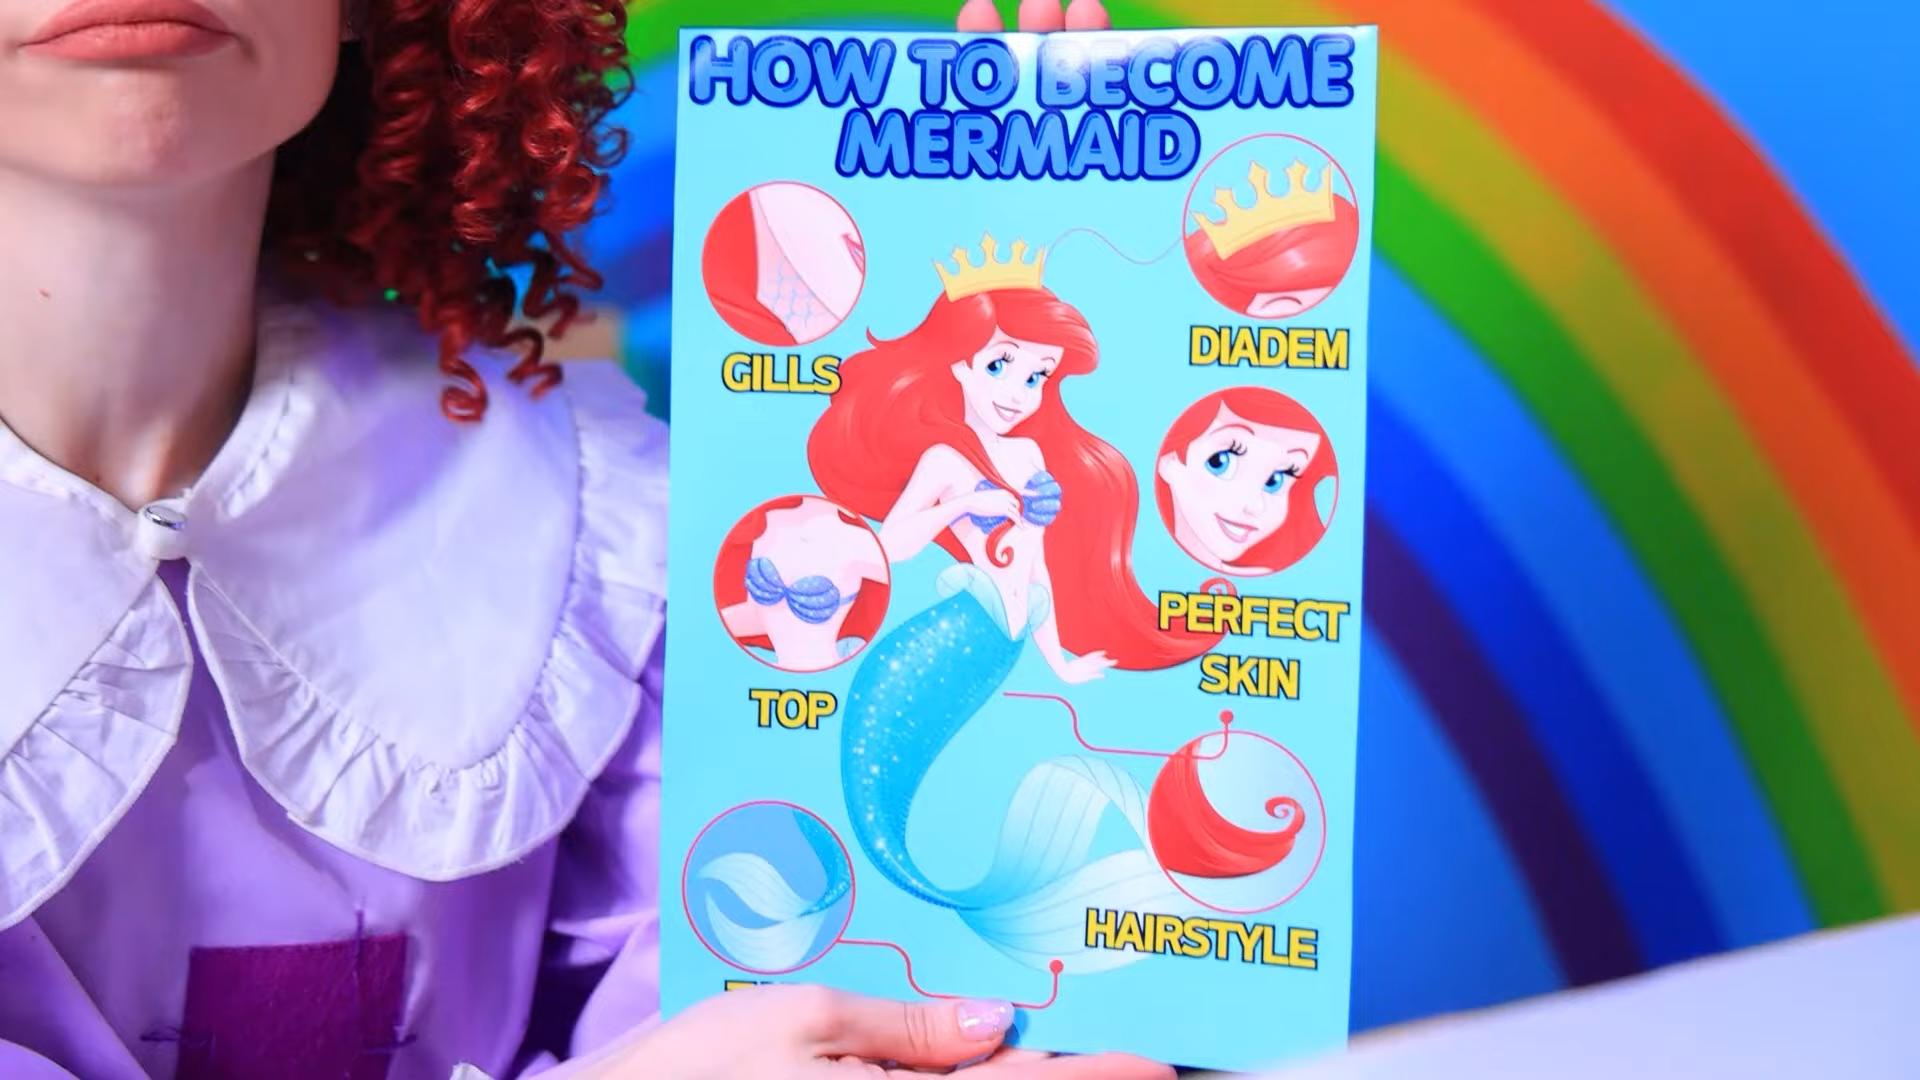 HOW TO BECOME
MERMAID
GILLS
DIADEM
TOP
PERFECT
SKIN
HAIRSTYLE